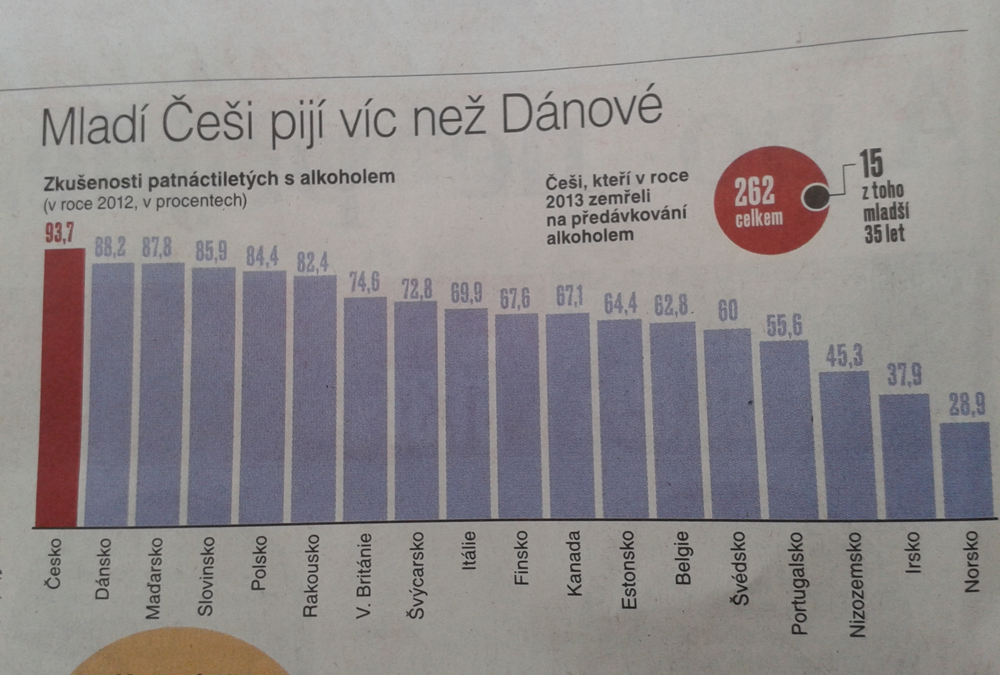 Mladí Češi pijí víc než Dánové
Zkušenosti patnáctiletých s alkoholem
(v roce 2012, v procentech)
Češi, kteří v roce
2013 zemřeli
na předávkování
alkoholem
262
celkem
15
z toho
mladší
35 let
93,7
88,2
87,8
85,9
84,4
82,4
74,6
72,8
69,9
67,6
67,1
64,4
62,8
60
55,6
45,3
37,9
28,9
Česko
Dánsko
Maďarsko
Slovinsko
Polsko
Rakousko
V. Británie
Švýcarsko
Itálie
Finsko
Kanada
Estonsko
Belgie
Švédsko
Portugalsko
Nizozemsko
Irsko
Norsko